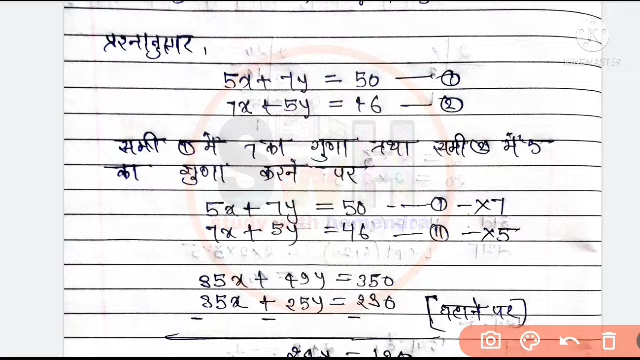 प्रश्नानुसार,
5x + 7y = 50 —— ①
7x + 5y = 46 —— ②
समी ① में 7 का गुणा तथा समी ② में 5
का गुणा करने पर
5x + 7y = 50 —— ① — ×7
7x + 5y = 46 —— ⑪ — ×5
35x + 49y = 350
35x + 25y = 230 [घटाने पर]
− − −